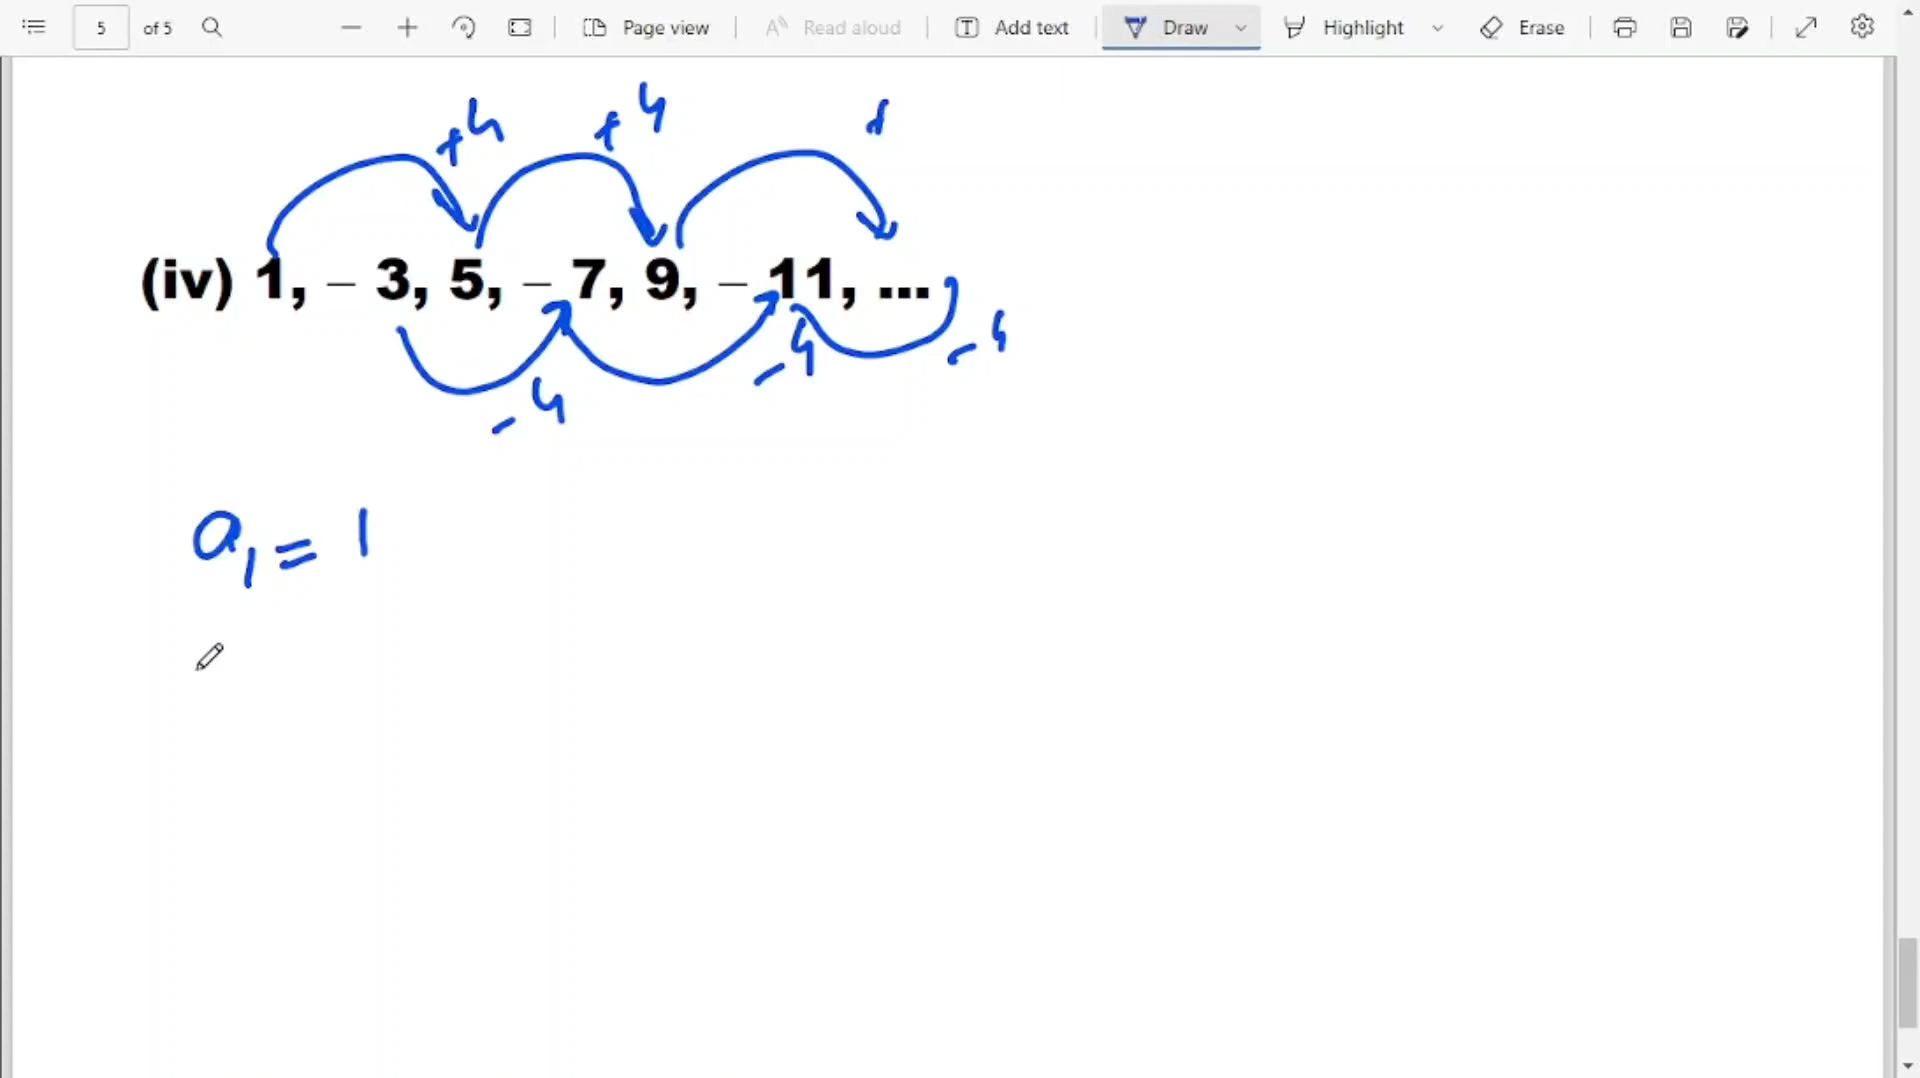 5 of 5 Page view Read aloud Add text Draw Highlight Erase
+4 +4 +
(iv) 1, – 3, 5, – 7, 9, – 11, ...
-4 -4 -4
a₁ = 1